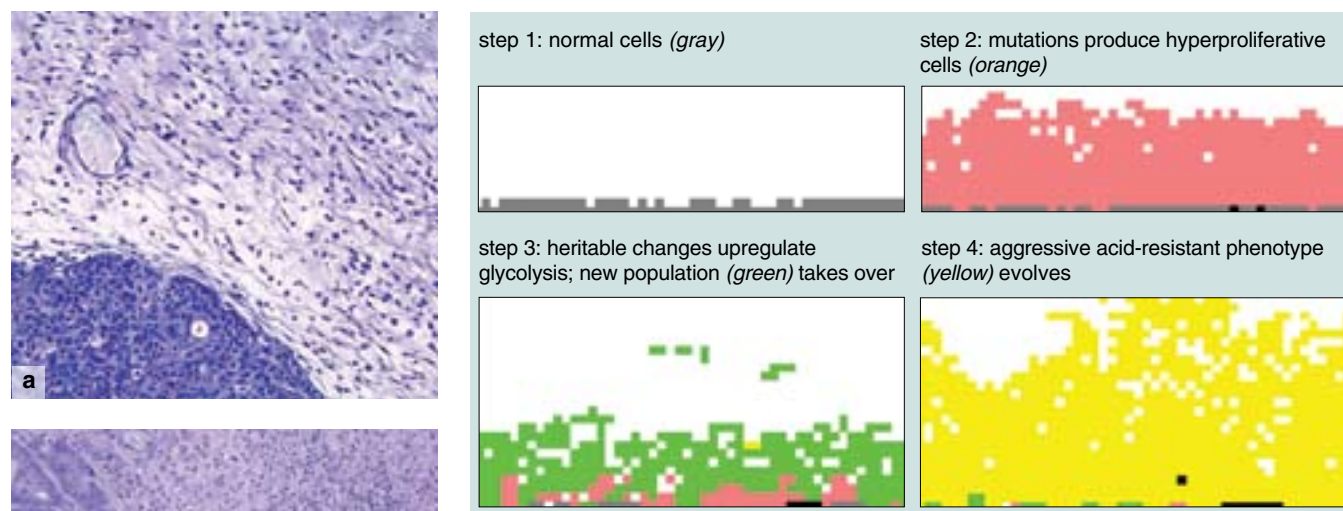 step 1: normal cells (gray)
step 2: mutations produce hyperproliferative
cells (orange)
step 3: heritable changes upregulate
glycolysis; new population (green) takes over
step 4: aggressive acid-resistant phenotype
(yellow) evolves
a